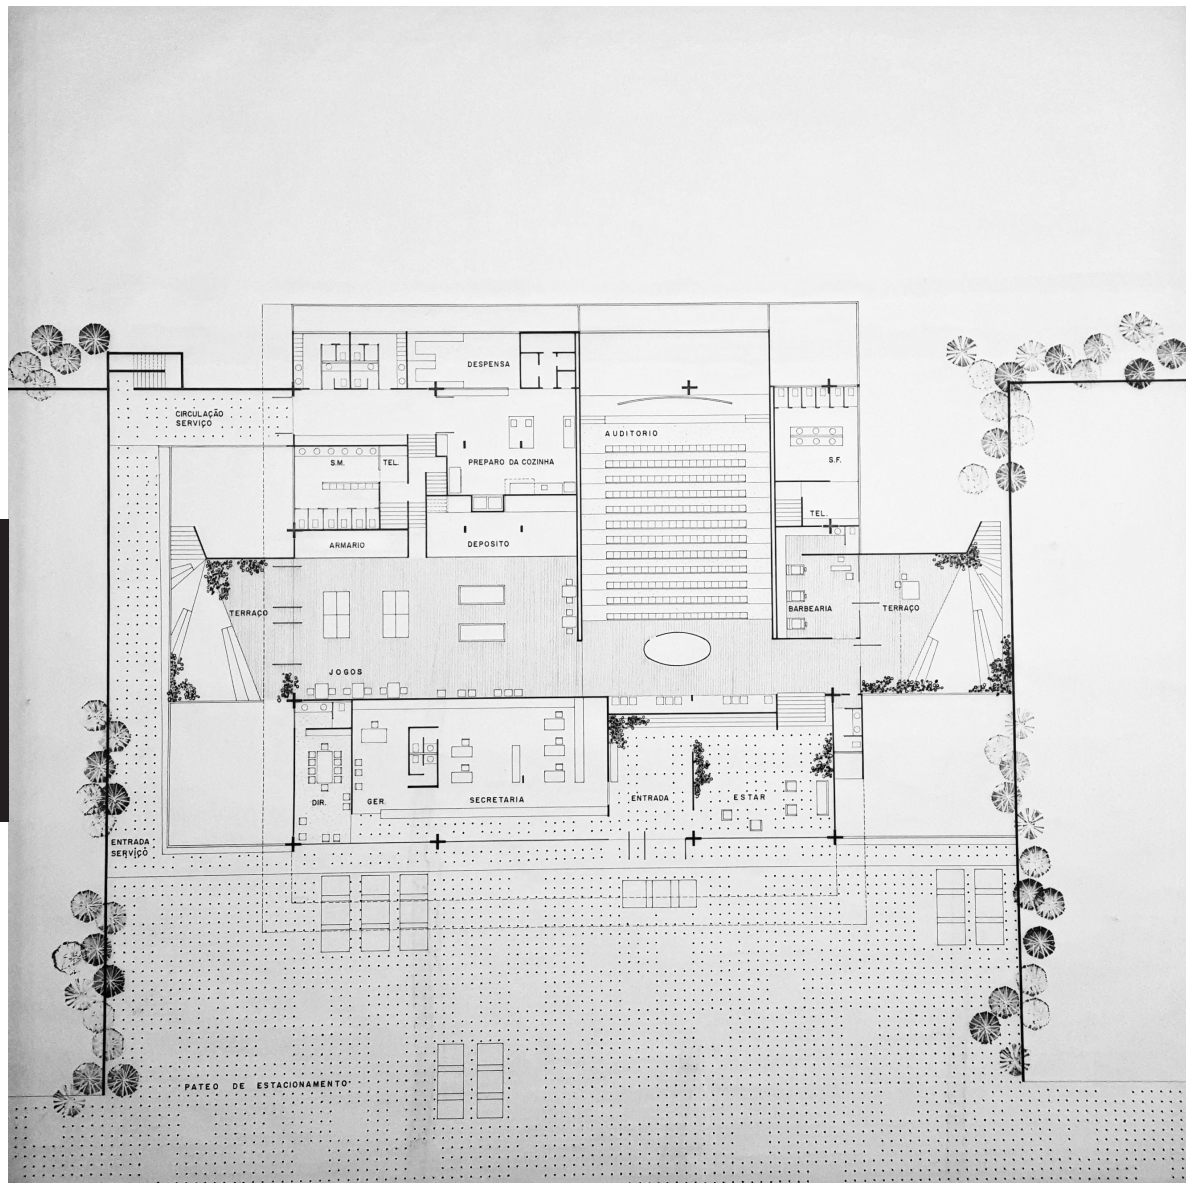 DESPENSA
CIRCULAÇÃO
SERVIÇO
AUDITORIO
S.M.
TEL.
PREPARO DA COZINHA
S.F.
TEL.
ARMARIO
DEPOSITO
TERRAÇO
BARBEARIA
TERRAÇO
JOGOS
DIR.
GER.
SECRETARIA
ENTRADA
ESTAR
ENTRADA
SERVIÇO
PATEO DE ESTACIONAMENTO